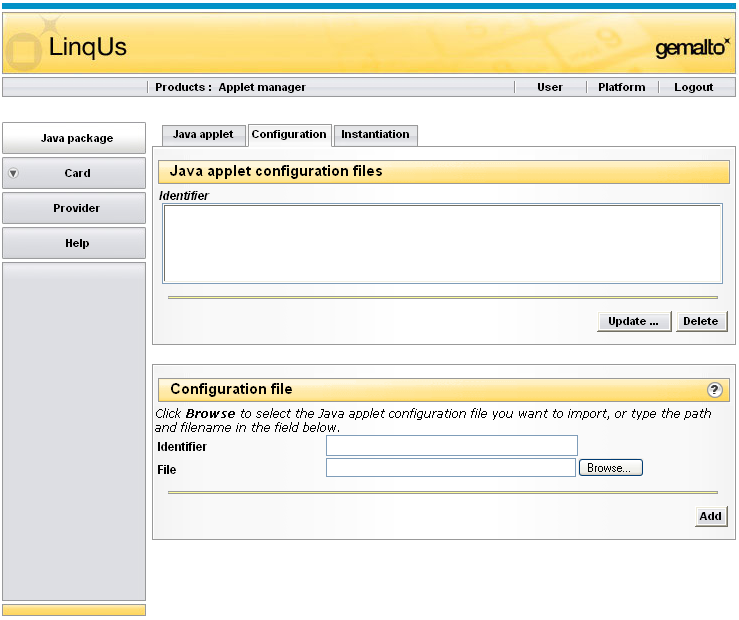 LinqUs
gemalto
Products : Applet manager
User
Platform
Logout
Java package
Card
Provider
Help
Java applet
Configuration
Instantiation
Java applet configuration files
Identifier
Update ...
Delete
Configuration file
?
Click Browse to select the Java applet configuration file you want to import, or type the path
and filename in the field below.
Identifier
File
Browse...
Add